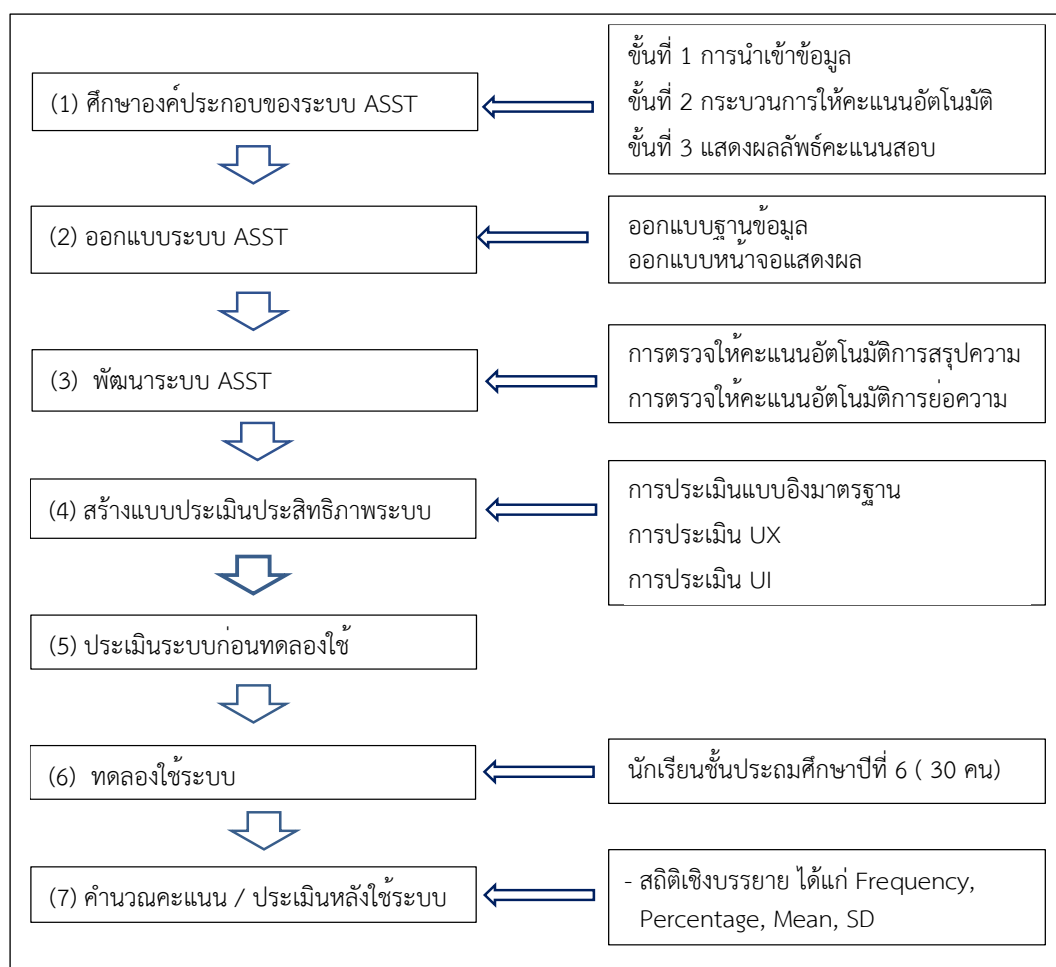 (1) ศึกษาองค์ประกอบของระบบ ASST
ขั้นที่ 1 การนำเข้าข้อมูล
ขั้นที่ 2 กระบวนการให้คะแนนอัตโนมัติ
ขั้นที่ 3 แสดงผลลัพธ์คะแนนสอบ
(2) ออกแบบระบบ ASST
ออกแบบฐานข้อมูล
ออกแบบหน้าจอแสดงผล
(3) พัฒนาระบบ ASST
การตรวจให้คะแนนอัตโนมัติการสรุปความ
การตรวจให้คะแนนอัตโนมัติการย่อความ
(4) สร้างแบบประเมินประสิทธิภาพระบบ
การประเมินแบบอิงมาตรฐาน
การประเมิน UX
การประเมิน UI
(5) ประเมินระบบก่อนทดลองใช้
(6) ทดลองใช้ระบบ
นักเรียนชั้นประถมศึกษาปีที่ 6 ( 30 คน)
(7) คำนวณคะแนน / ประเมินหลังใช้ระบบ
- สถิติเชิงบรรยาย ได้แก่ Frequency,
Percentage, Mean, SD